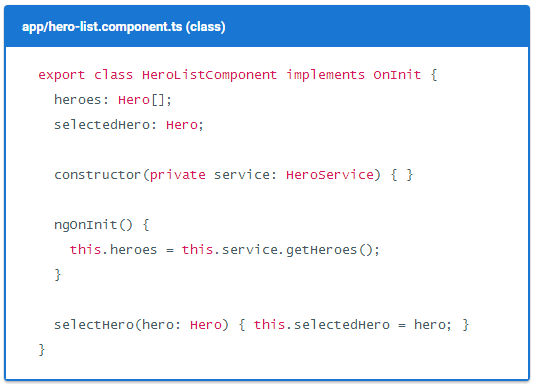 app/hero-list.component.ts (class)
export class HeroListComponent implements OnInit {
heroes: Hero[];
selectedHero: Hero;
constructor(private service: HeroService) { }
ngOnInit() {
this.heroes = this.service.getHeroes();
}
selectHero(hero: Hero) { this.selectedHero = hero; }
}